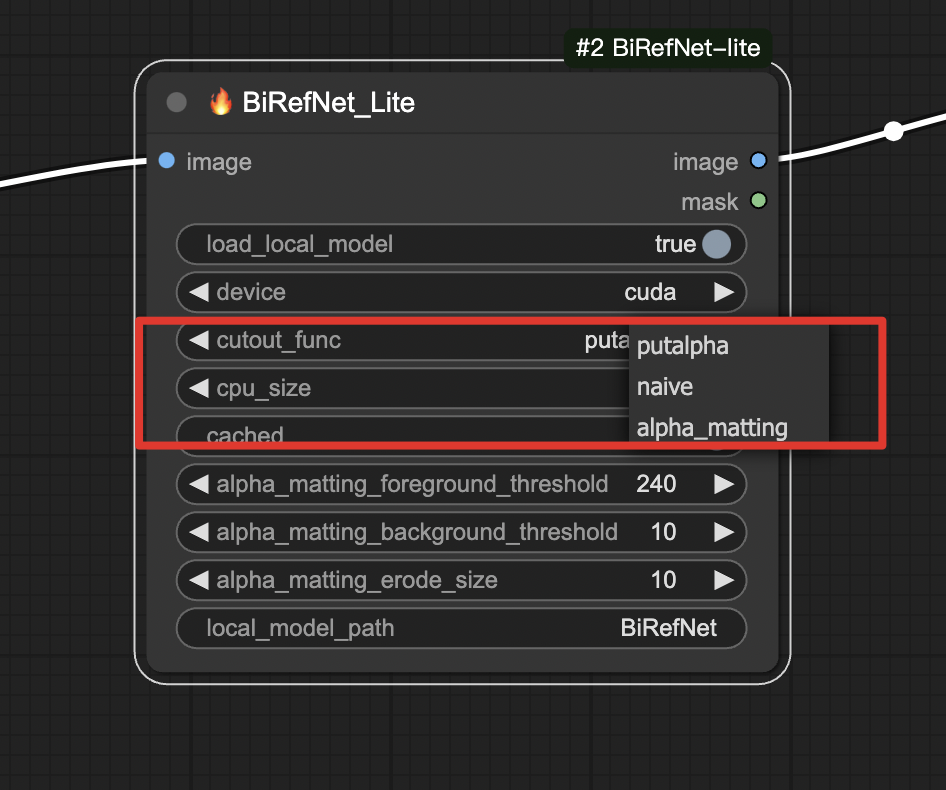 #2 BiRefNet-lite
🔥 BiRefNet_Lite
image image
mask
load_local_model true
device cuda
cutout_func puta
putalpha
cpu_size
naive
cached
alpha_matting
alpha_matting_foreground_threshold 240
alpha_matting_background_threshold 10
alpha_matting_erode_size 10
local_model_path BiRefNet